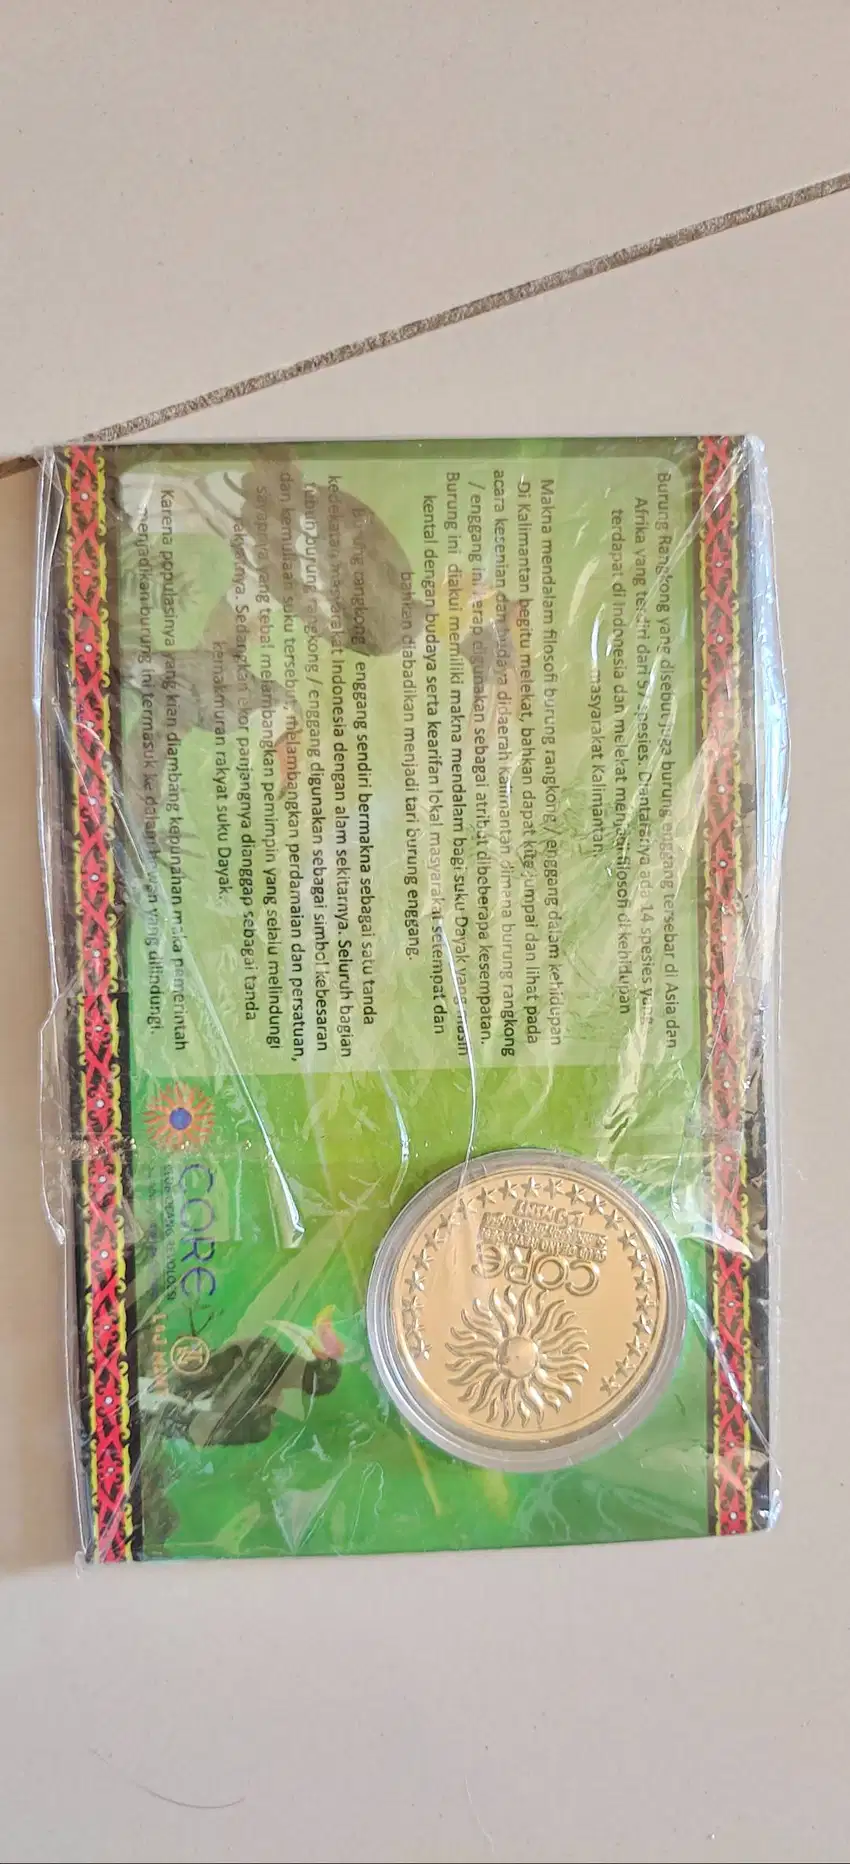 Burung Rangkong yang disebut juga burung enggang tersebar di Asia dan
Afrika yang terdiri dari 57 spesies. Diantaranya ada 14 spesies yang
terdapat di Indonesia dan melekat menjadi filosofi di kehidupan
masyarakat Kalimantan.
Makna mendalam filosofi burung rangkong / enggang dalam kehidupan
Di Kalimantan begitu melekat, bahkan dapat kita jumpai dan lihat pada
acara kesenian dan budaya didaerah Kalimantan dimana burung rangkong
/ enggang ini kerap digunakan sebagai atribut dibeberapa kesempatan.
Burung ini diakui memiliki makna mendalam bagi suku Dayak yang masih
kental dengan budaya serta kearifan lokal masyarakat setempat dan
bahkan diabadikan menjadi tari burung enggang.
Burung rangkong / enggang sendiri bermakna sebagai satu tanda
kedekatan masyarakat Indonesia dengan alam sekitarnya. Seluruh bagian
tubuh burung rangkong / enggang digunakan sebagai simbol kebesaran
dan kemuliaan suku tersebut, melambangkan perdamaian dan persatuan,
sayapnya yang tebal melambangkan pemimpin yang selalu melindungi
rakyatnya. Sedangkan ekor panjangnya dianggap sebagai tanda
kemakmuran rakyat suku Dayak.
Karena populasinya yang kian diambang kepunahan maka pemerintah
menjadikan burung ini termasuk ke dalam hewan yang dilindungi.
CORE
LM MINT
CORE